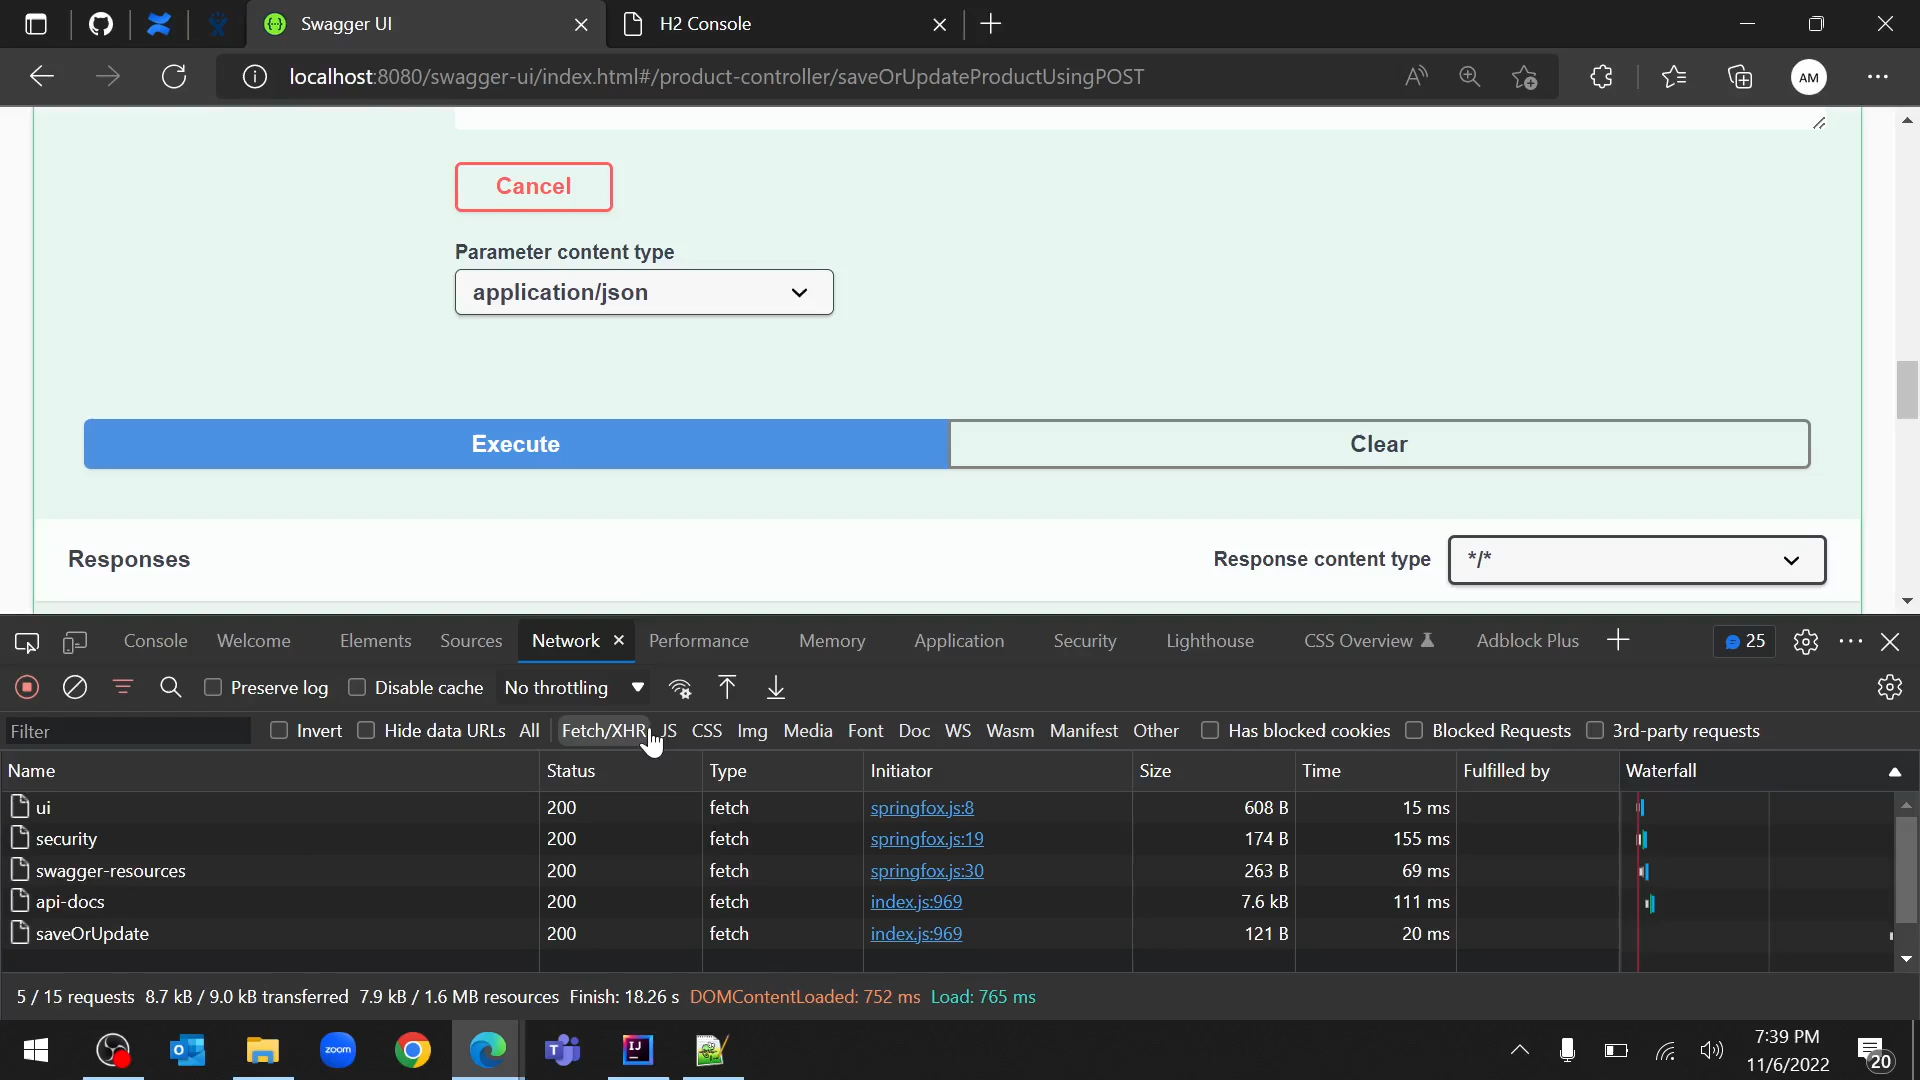 Swagger UI
H2 Console
localhost:8080/swagger-ui/index.html#/product-controller/saveOrUpdateProductUsingPOST
AM
Cancel
Parameter content type
application/json
Execute
Clear
Responses
Response content type
*/*
Console Welcome Elements Sources Network Performance Memory Application Security Lighthouse CSS Overview Adblock Plus 25
Preserve log Disable cache No throttling
Filter Invert Hide data URLs All Fetch/XHR JS CSS Img Media Font Doc WS Wasm Manifest Other Has blocked cookies Blocked Requests 3rd-party requests
Name Status Type Initiator Size Time Fulfilled by Waterfall
ui 200 fetch springfox.js:8 608 B 15 ms
security 200 fetch springfox.js:19 174 B 155 ms
swagger-resources 200 fetch springfox.js:30 263 B 69 ms
api-docs 200 fetch index.js:969 7.6 kB 111 ms
saveOrUpdate 200 fetch index.js:969 121 B 20 ms
5 / 15 requests 8.7 kB / 9.0 kB transferred 7.9 kB / 1.6 MB resources Finish: 18.26 s DOMContentLoaded: 752 ms Load: 765 ms
zoom
IJ
7:39 PM
11/6/2022
20